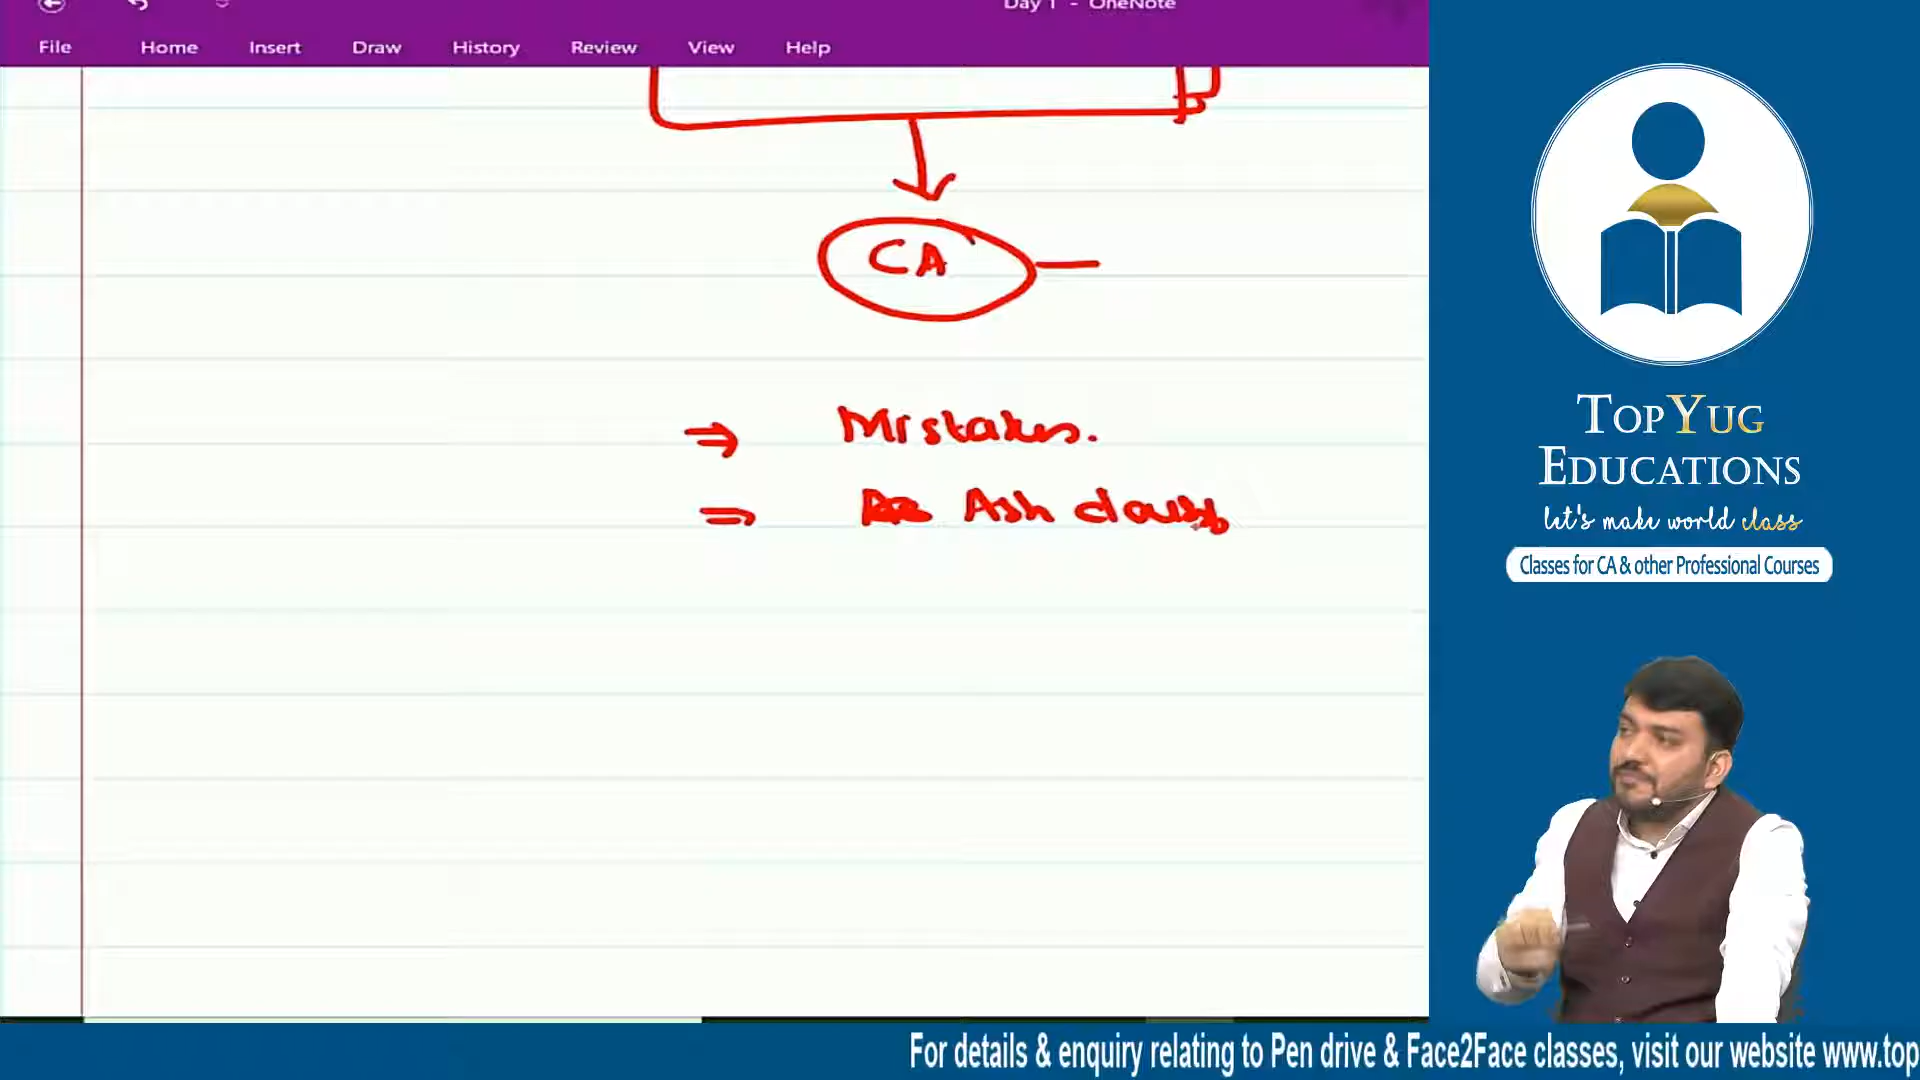 Day 1 - OneNote
File Home Insert Draw History Review View Help
CA
Mistakes.
Ask doubts
TOPYUG
EDUCATIONS
let's make world class
Classes for CA & other Professional Courses
For details & enquiry relating to Pen drive & Face2Face classes, visit our website www.top